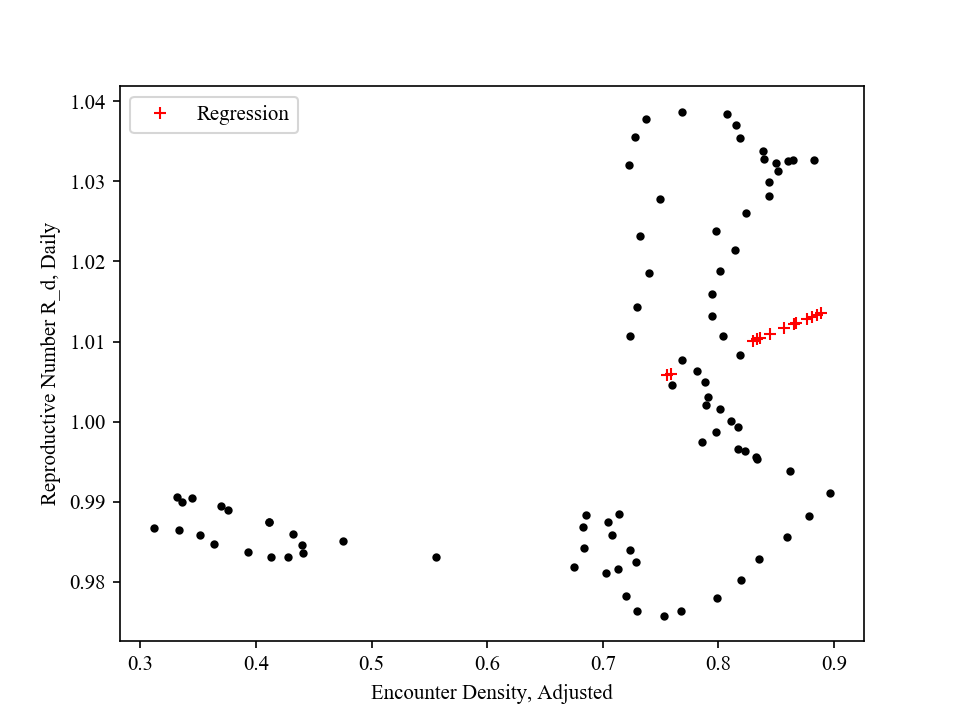 Regression
1.04
1.03
1.02
1.01
1.00
0.99
0.98
Reproductive Number R_d, Daily
0.3 0.4 0.5 0.6 0.7 0.8 0.9
Encounter Density, Adjusted